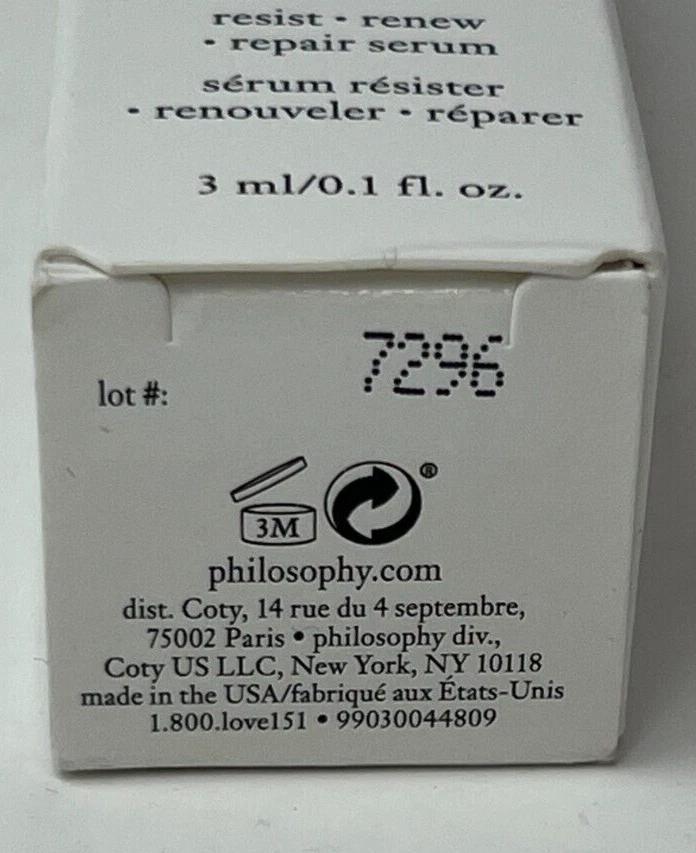 resist • renew
• repair serum
sérum résister
• renouveler • réparer
3 ml/0.1 fl. oz.
7296
lot #:
3M
®
philosophy.com
dist. Coty, 14 rue du 4 septembre,
75002 Paris • philosophy div.,
Coty US LLC, New York, NY 10118
made in the USA/fabriqué aux États-Unis
1.800.love151 • 99030044809